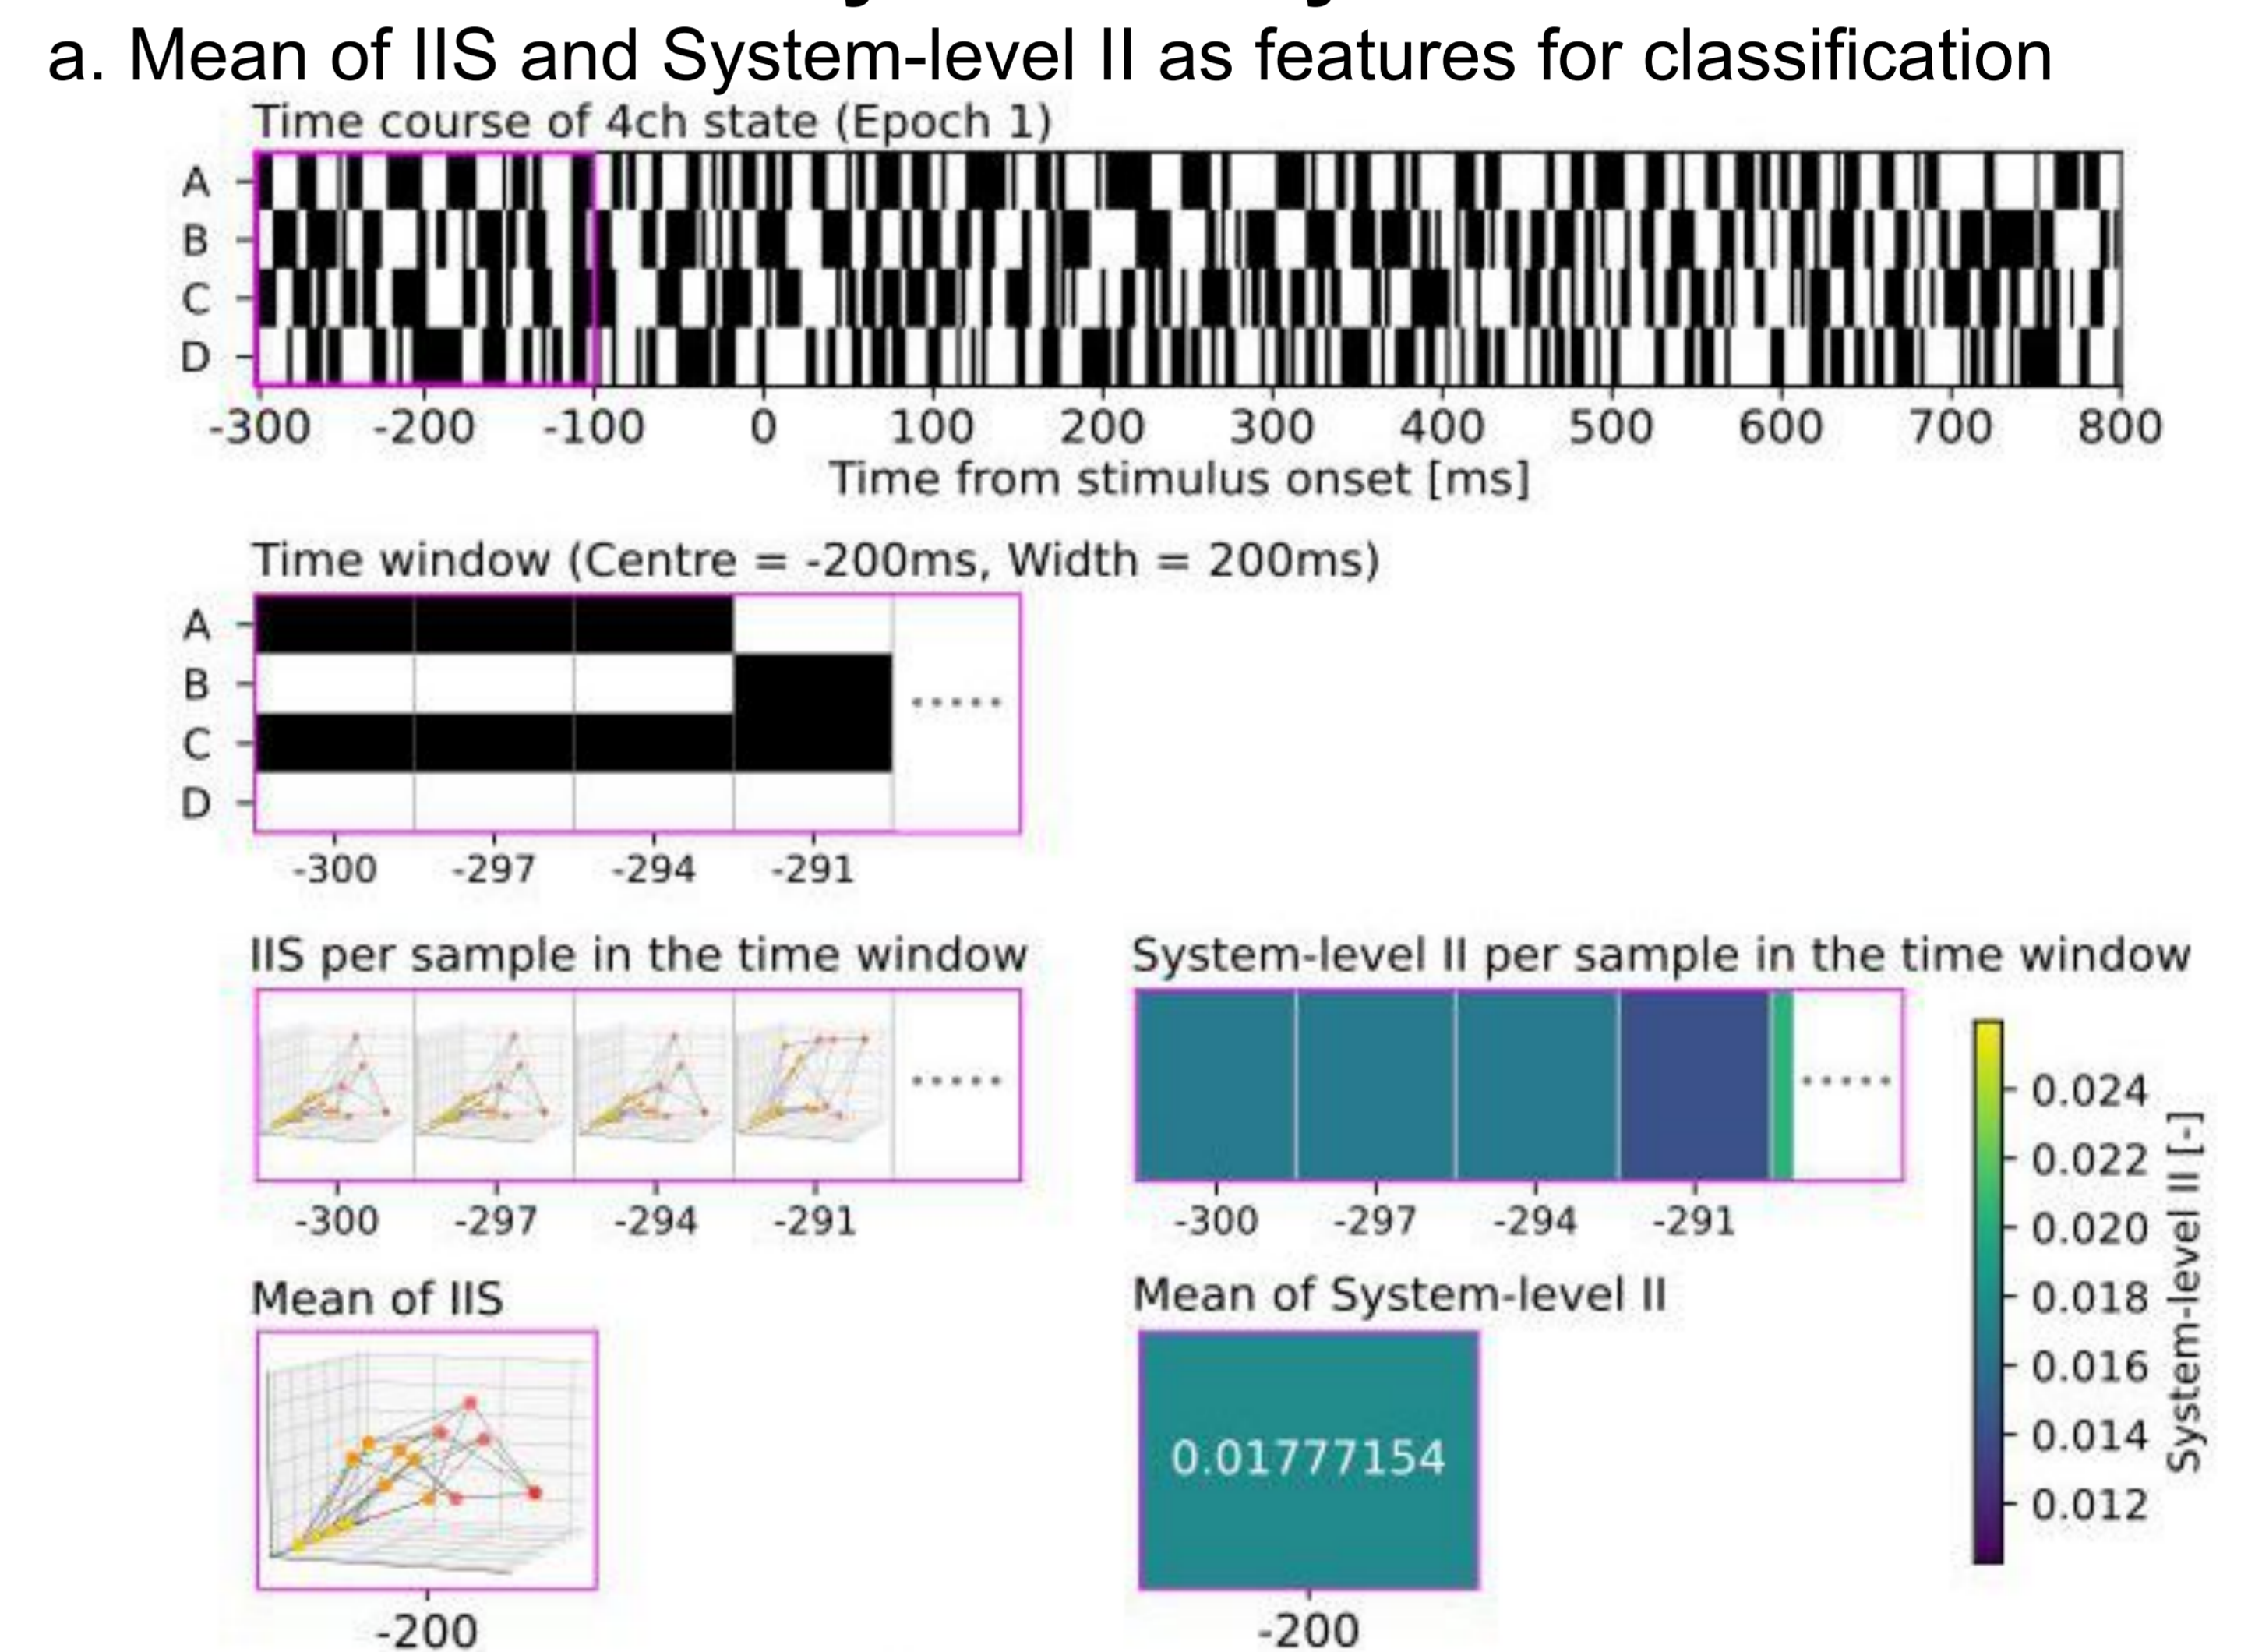 a. Mean of IIS and System-level II as features for classification
Time course of 4ch state (Epoch 1)
A
B
C
D
-300 -200 -100 0 100 200 300 400 500 600 700 800
Time from stimulus onset [ms]
Time window (Centre = -200ms, Width = 200ms)
A
B
C
D
-300 -297 -294 -291
IIS per sample in the time window
-300 -297 -294 -291
System-level II per sample in the time window
-300 -297 -294 -291
0.024
0.022
0.020
0.018
0.016
0.014
0.012
System-level II [-]
Mean of IIS
-200
Mean of System-level II
0.01777154
-200